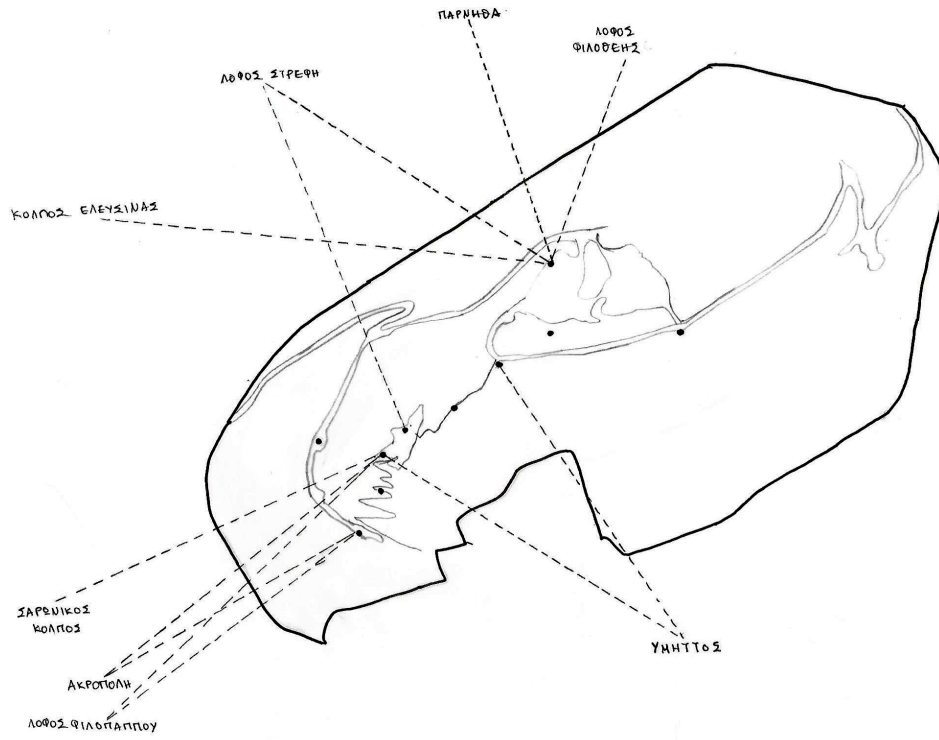 ΠΑΡΝΗΘΑ
ΛΟΦΟΣ
ΦΙΛΟΘΕΗΣ
ΛΟΦΟΣ ΣΤΡΕΦΗ
ΚΟΛΠΟΣ ΕΛΕΥΣΙΝΑΣ
ΣΑΡΩΝΙΚΟΣ
ΚΟΛΠΟΣ
ΥΜΗΤΤΟΣ
ΑΚΡΟΠΟΛΗ
ΛΟΦΟΣ ΦΙΛΟΠΑΠΠΟΥ